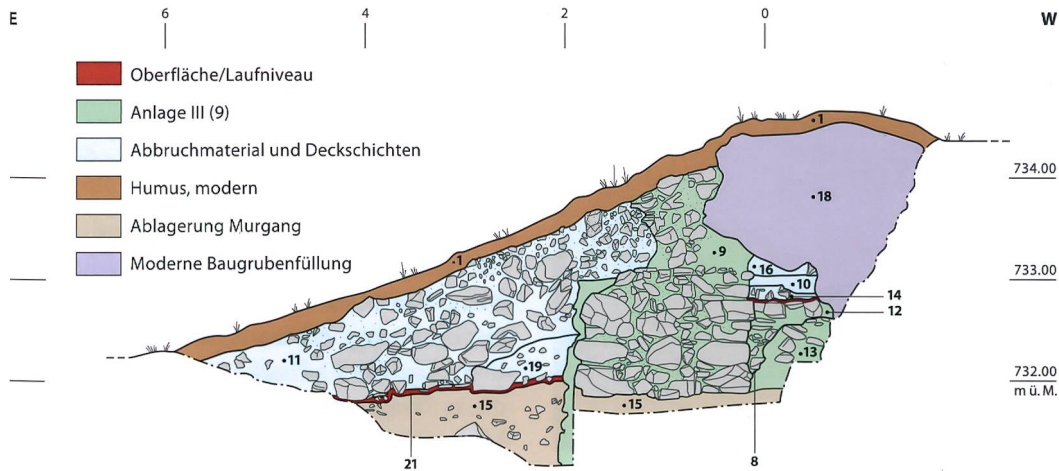 E 6 4 2 0 W
Oberfläche/Laufniveau
Anlage III (9)
Abbruchmaterial und Deckschichten
Humus, modern
Ablagerung Murgang
Moderne Baugrubenfüllung
1
734.00
18
9
1
16
733.00
10
14
12
13
11
19
732.00
m ü. M.
15
15
21
8